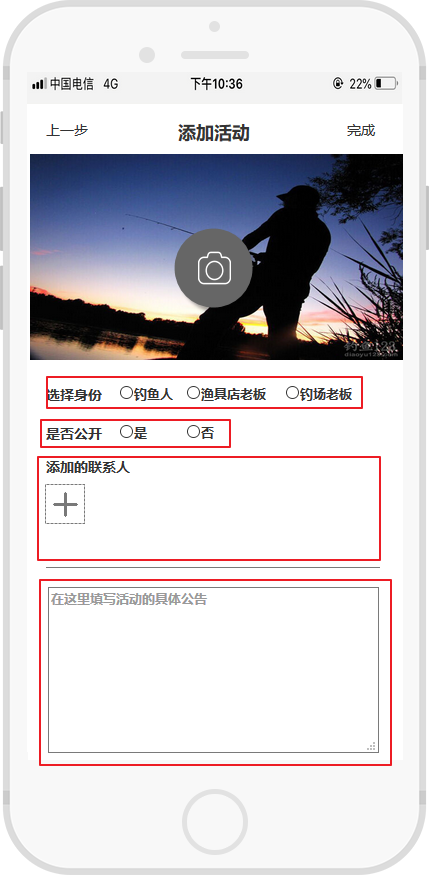 中国电信 4G 下午10:36 22%
上一步 添加活动 完成
diaoyu123.com
选择身份 钓鱼人 渔具店老板 钓场老板
是否公开 是 否
添加的联系人
在这里填写活动的具体公告